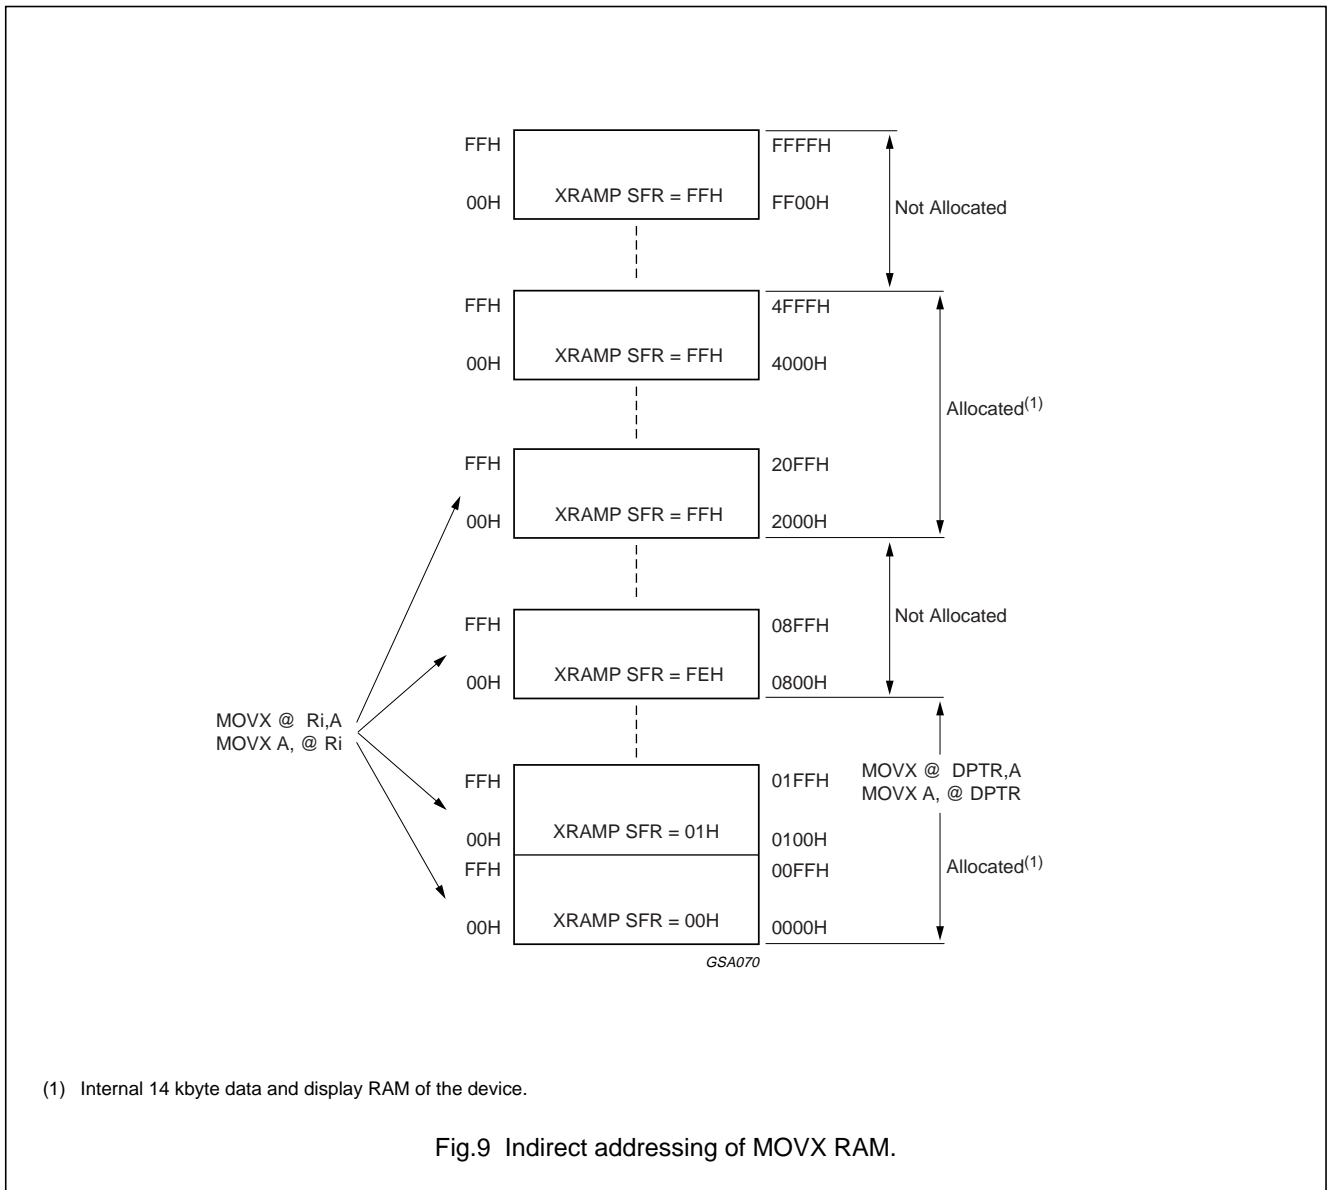 FFH FFFFH
XRAMP SFR = FFH
00H FF00H
Not Allocated
FFH 4FFFH
XRAMP SFR = FFH
00H 4000H
Allocated(1)
FFH 20FFH
XRAMP SFR = FFH
00H 2000H
Not Allocated
FFH 08FFH
XRAMP SFR = FEH
00H 0800H
MOVX @ Ri,A
MOVX A, @ Ri
MOVX @ DPTR,A
MOVX A, @ DPTR
FFH 01FFH
XRAMP SFR = 01H
00H 0100H
FFH 00FFH
Allocated(1)
XRAMP SFR = 00H
00H 0000H
GSA070
(1) Internal 14 kbyte data and display RAM of the device.
Fig.9 Indirect addressing of MOVX RAM.